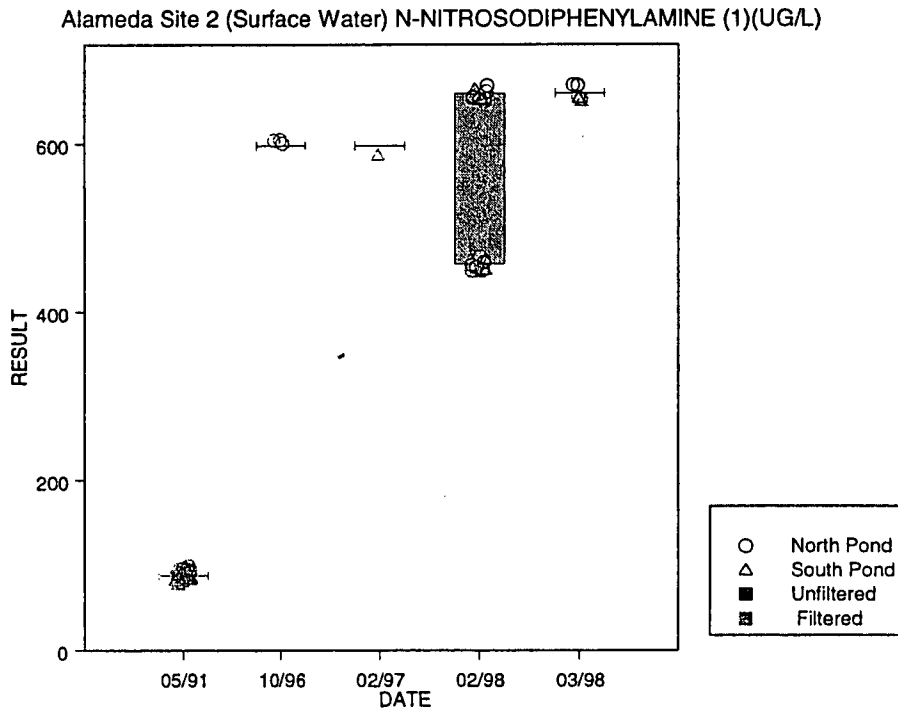 Alameda Site 2 (Surface Water) N-NITROSODIPHENYLAMINE (1)(UG/L)
600
400
RESULT
200
0
05/91 10/96 02/97 02/98 03/98
DATE
North Pond
South Pond
Unfiltered
Filtered